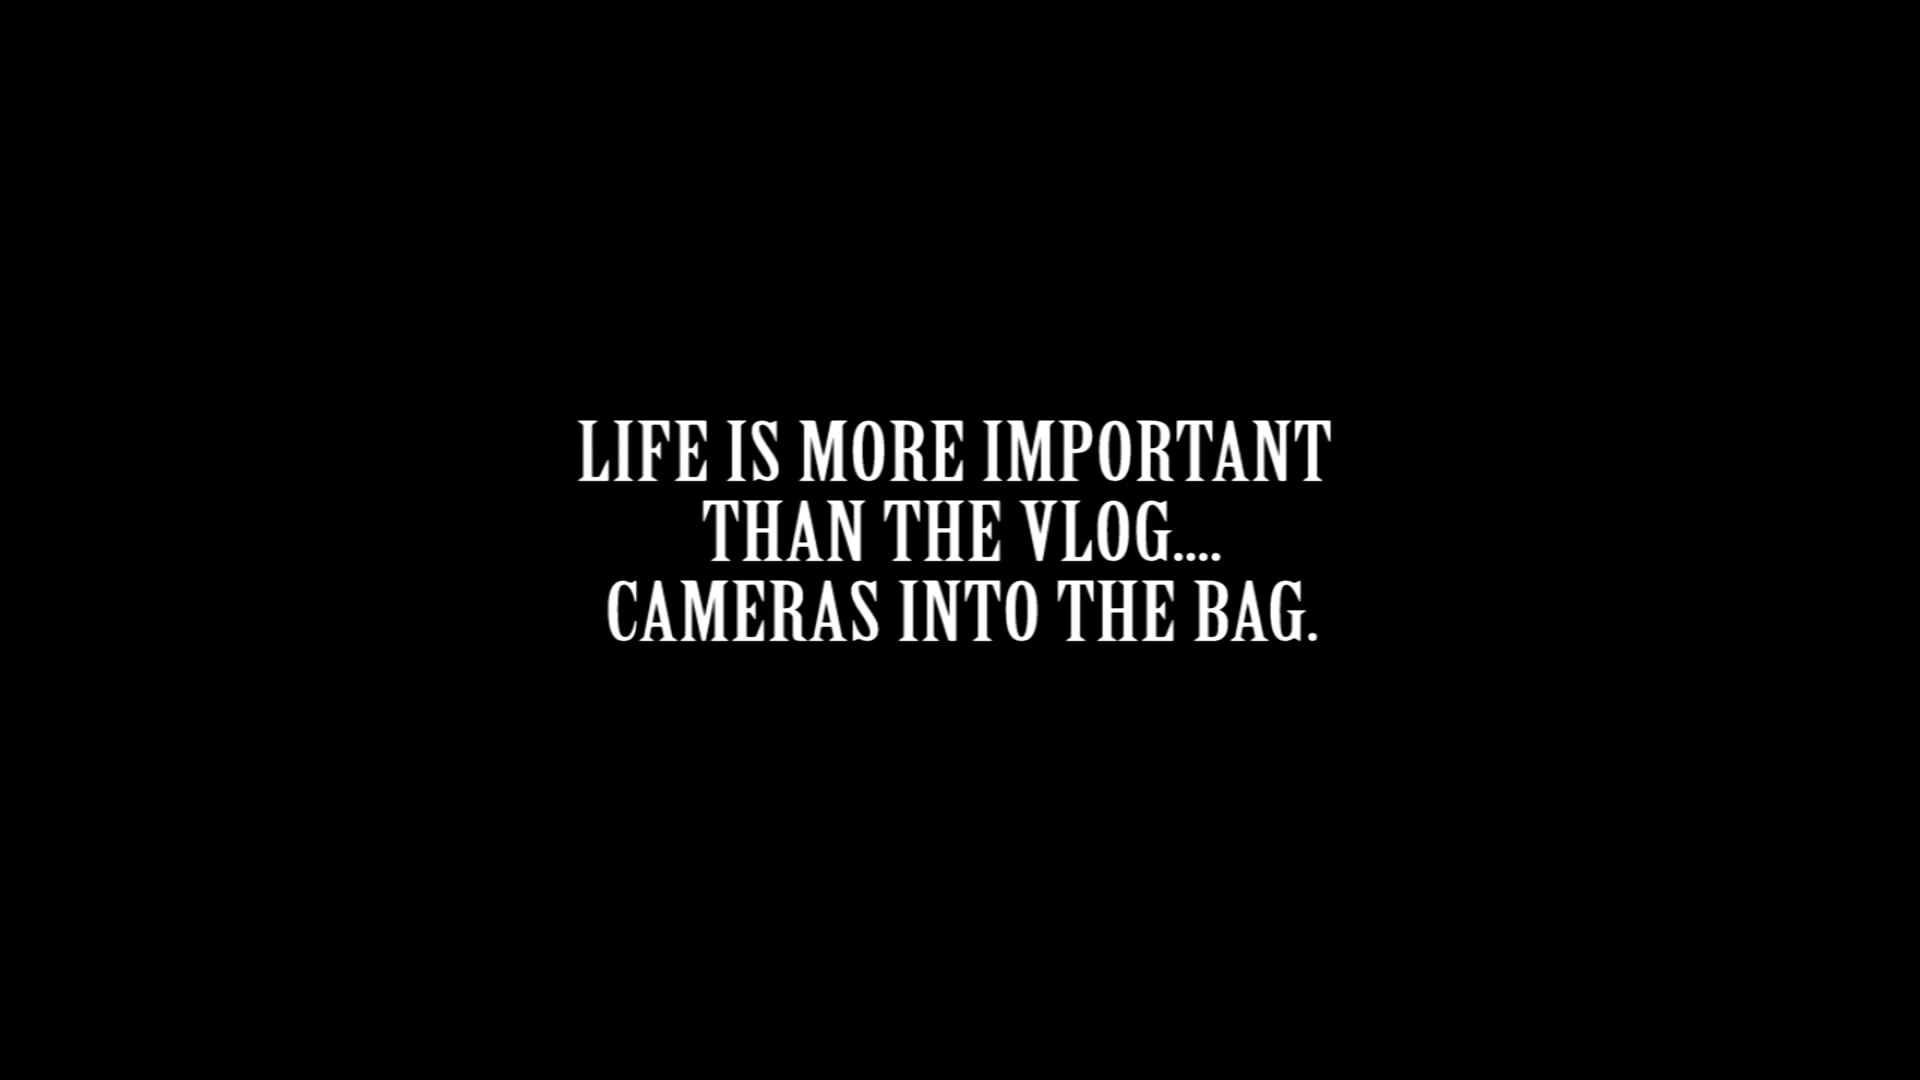 LIFE IS MORE IMPORTANT
THAN THE VLOG....
CAMERAS INTO THE BAG.